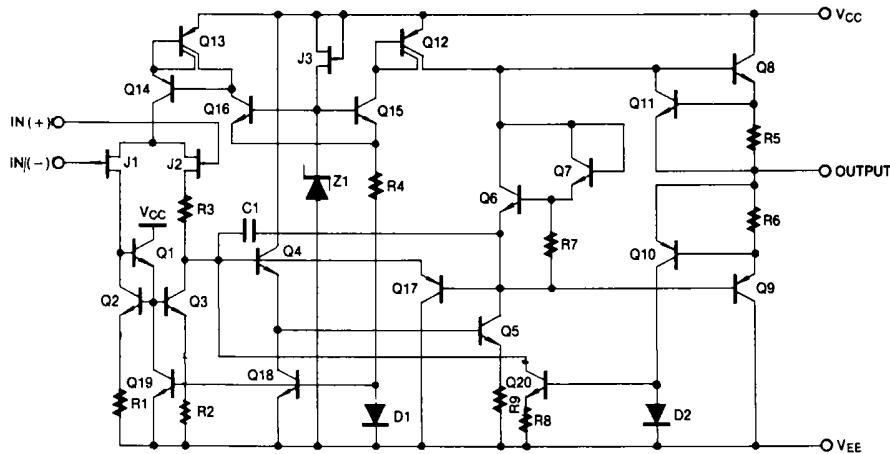 VCC
Q13
Q12
J3
Q8
Q14
Q16
Q15
Q11
IN (+)
R5
IN (-)
J1
J2
OUTPUT
Z1
R4
Q7
Q6
R3
C1
R6
VCC
Q1
Q4
R7
Q10
Q2
Q3
Q17
Q9
Q5
Q19
Q18
Q20
R1
R2
D1
R9
R8
D2
VEE